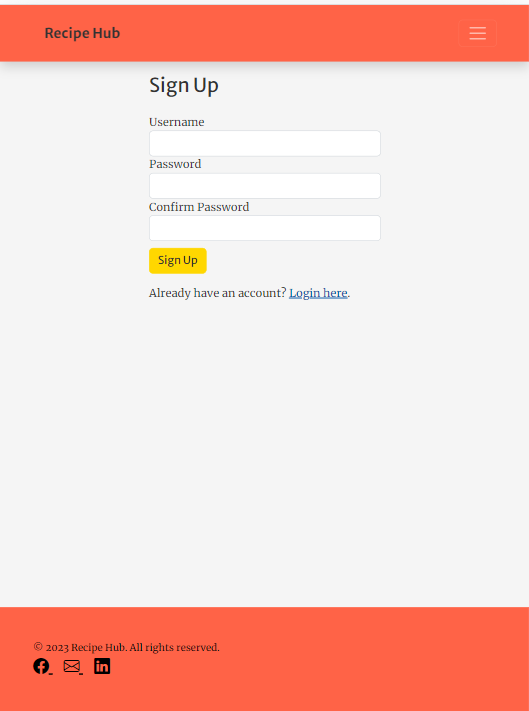 Recipe Hub
Sign Up
Username
Password
Confirm Password
Sign Up
Already have an account? Login here.
© 2023 Recipe Hub. All rights reserved.